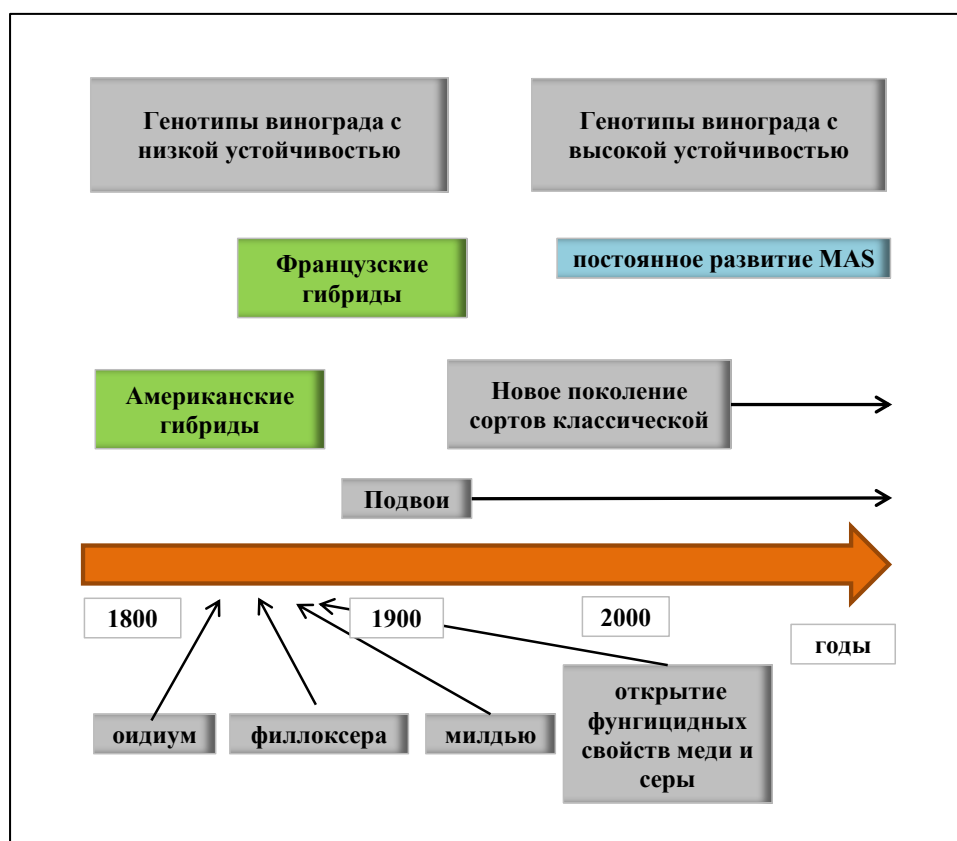 Генотипы винограда с
низкой устойчивостью
Генотипы винограда с
высокой устойчивостью
Французские
гибриды
постоянное развитие MAS
Американские
гибриды
Новое поколение
сортов классической
Подвои
1800
1900
2000
годы
оидиум
филлоксера
милдью
открытие
фунгицидных
свойств меди и
серы